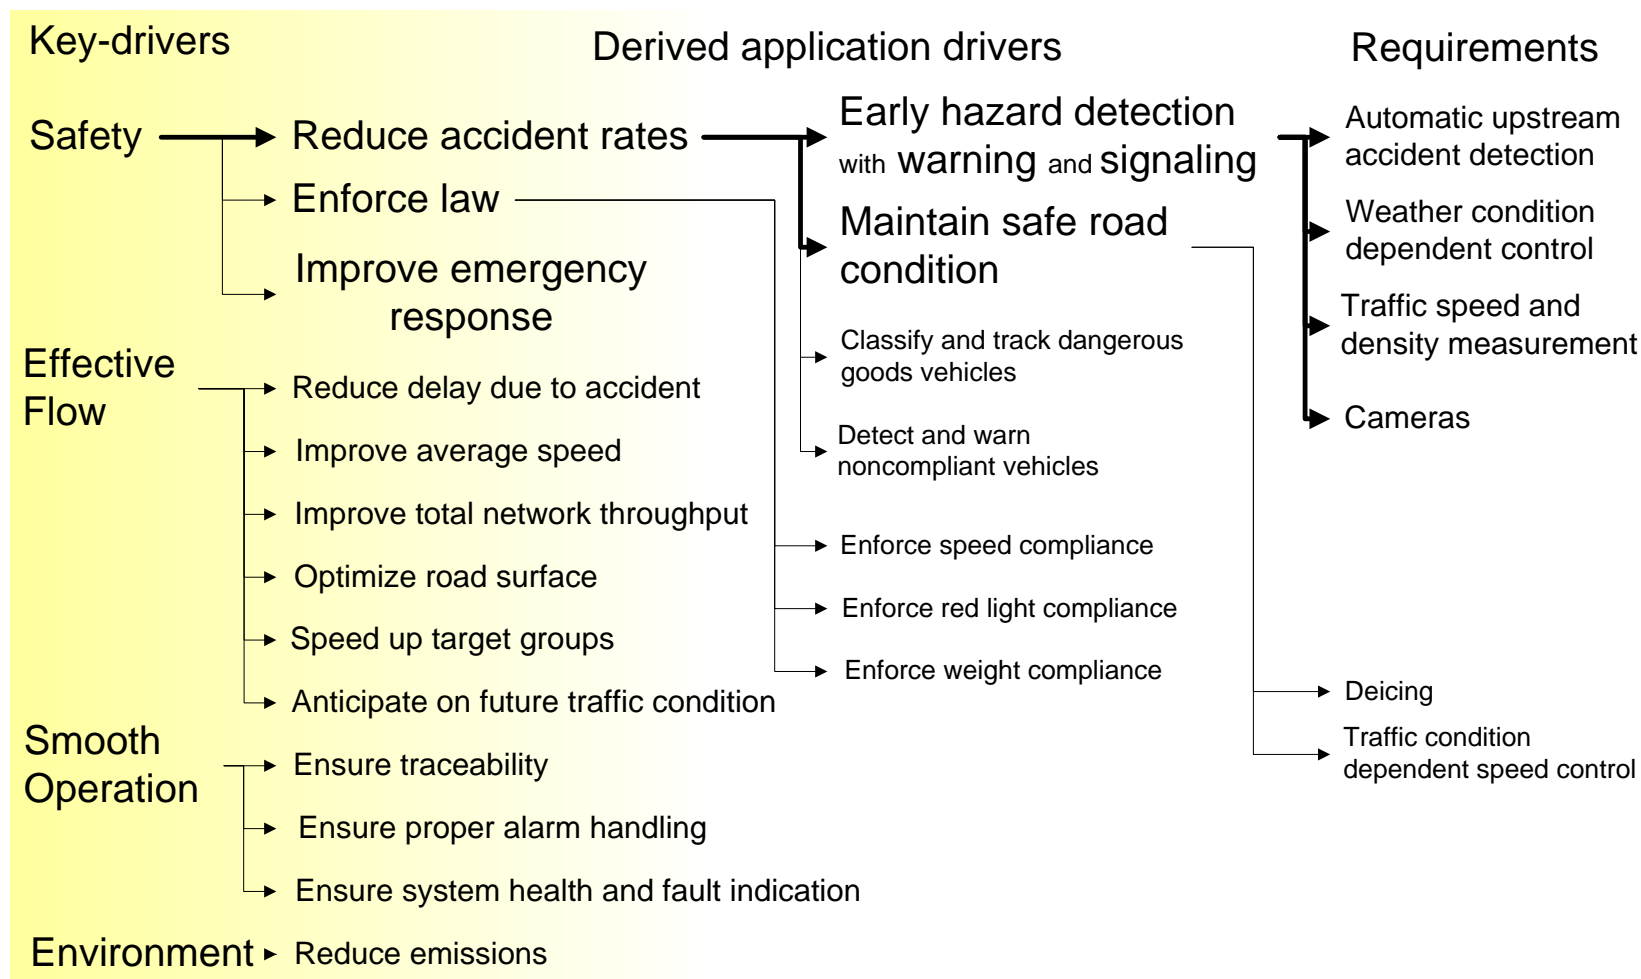 Key-drivers
Derived application drivers
Requirements
Safety
Reduce accident rates
Enforce law
Improve emergency
response
Effective
Flow
Reduce delay due to accident
Improve average speed
Improve total network throughput
Optimize road surface
Speed up target groups
Anticipate on future traffic condition
Smooth
Operation
Ensure traceability
Ensure proper alarm handling
Ensure system health and fault indication
Environment
Reduce emissions
Early hazard detection
with warning and signaling
Maintain safe road
condition
Classify and track dangerous
goods vehicles
Detect and warn
noncompliant vehicles
Enforce speed compliance
Enforce red light compliance
Enforce weight compliance
Automatic upstream
accident detection
Weather condition
dependent control
Traffic speed and
density measurement
Cameras
Deicing
Traffic condition
dependent speed control